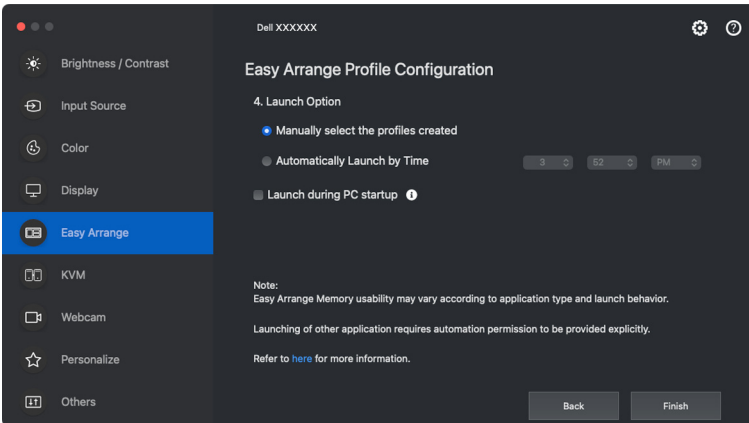 Dell XXXXXX
Brightness / Contrast
Input Source
Color
Display
Easy Arrange
KVM
Webcam
Personalize
Others
Easy Arrange Profile Configuration
4. Launch Option
Manually select the profiles created
Automatically Launch by Time
3
52
PM
Launch during PC startup
Note:
Easy Arrange Memory usability may vary according to application type and launch behavior.
Launching of other application requires automation permission to be provided explicitly.
Refer to here for more information.
Back
Finish